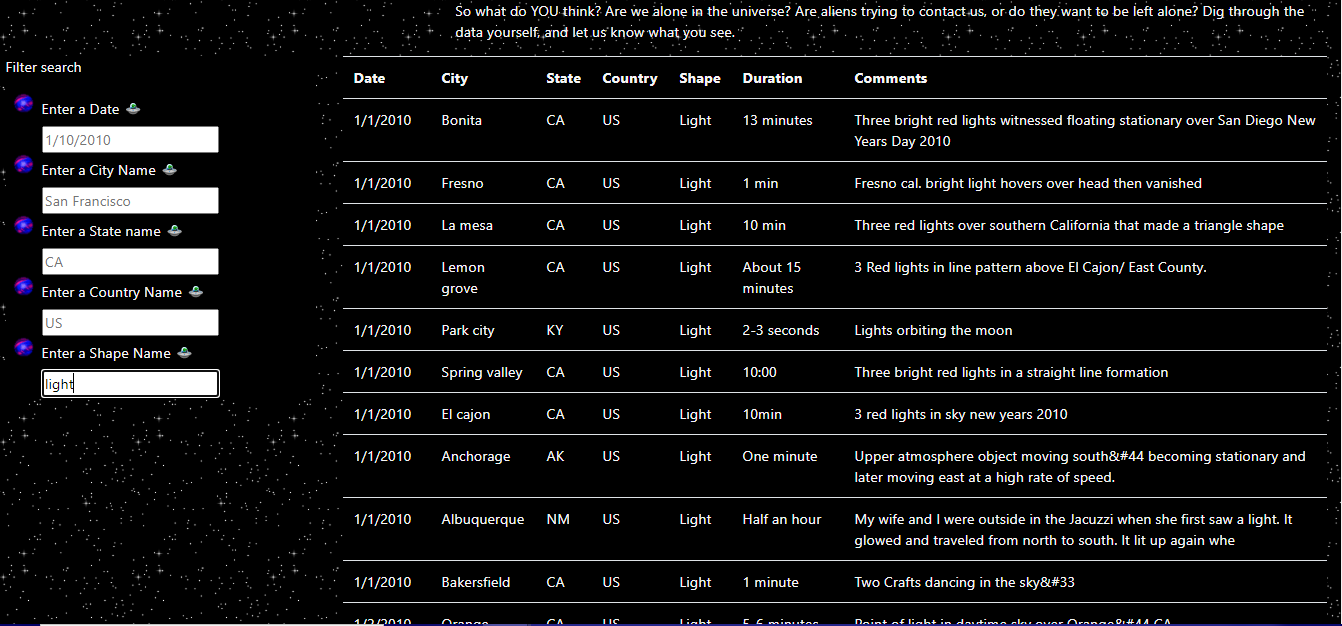 So what do YOU think? Are we alone in the universe? Are aliens trying to contact us, or do they want to be left alone? Dig through the
data yourself, and let us know what you see.
Filter search
Enter a Date
1/10/2010
Enter a City Name
San Francisco
Enter a State name
CA
Enter a Country Name
US
Enter a Shape Name
light
Date City State Country Shape Duration Comments
1/1/2010 Bonita CA US Light 13 minutes Three bright red lights witnessed floating stationary over San Diego New
Years Day 2010
1/1/2010 Fresno CA US Light 1 min Fresno cal. bright light hovers over head then vanished
1/1/2010 La mesa CA US Light 10 min Three red lights over southern California that made a triangle shape
1/1/2010 Lemon CA US Light About 15 3 Red lights in line pattern above El Cajon/ East County.
grove minutes
1/1/2010 Park city KY US Light 2-3 seconds Lights orbiting the moon
1/1/2010 Spring valley CA US Light 10:00 Three bright red lights in a straight line formation
1/1/2010 El cajon CA US Light 10min 3 red lights in sky new years 2010
1/1/2010 Anchorage AK US Light One minute Upper atmosphere object moving south&#44 becoming stationary and
later moving east at a high rate of speed.
1/1/2010 Albuquerque NM US Light Half an hour My wife and I were outside in the Jacuzzi when she first saw a light. It
glowed and traveled from north to south. It lit up again whe
1/1/2010 Bakersfield CA US Light 1 minute Two Crafts dancing in the sky&#33
1/2/2010 Orange CA US Light 5-6 minutes Point of light in daytime sky over Orange&#44 CA